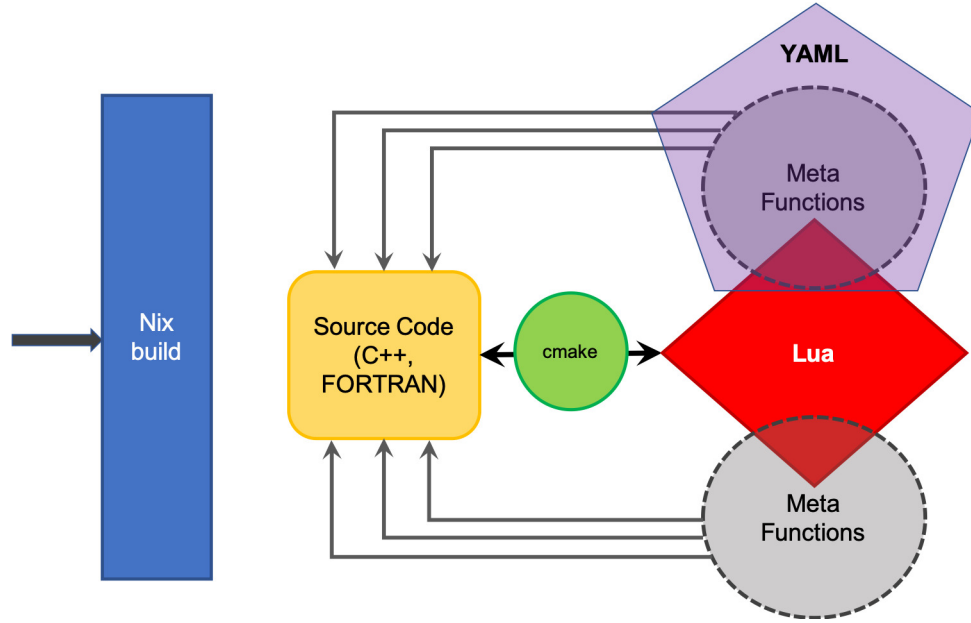 YAML
Meta
Functions
Nix
build
Source Code
(C++,
FORTRAN)
cmake
Lua
Meta
Functions